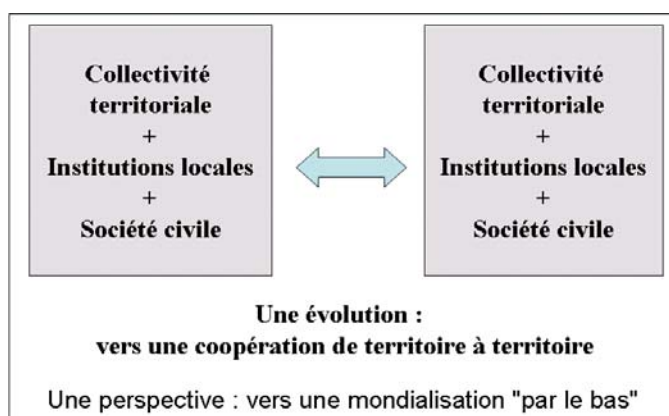 Collectivité
territoriale
+
Institutions locales
+
Société civile
Collectivité
territoriale
+
Institutions locales
+
Société civile
Une évolution :
vers une coopération de territoire à territoire
Une perspective : vers une mondialisation "par le bas"